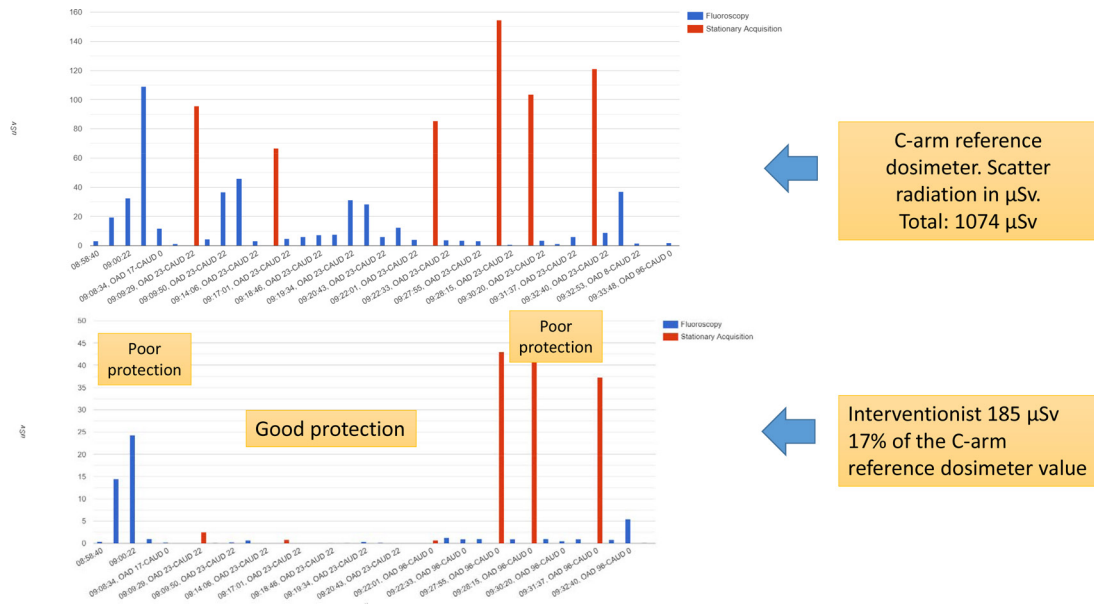 160
140
120
100
80
60
40
20
0
μSv
Fluoroscopy
Stationary Acquisition
08:58:40
09:00:22
09:08:34, OAD 17-CAUD 0
09:09:29, OAD 23-CAUD 22
09:09:50, OAD 23-CAUD 22
09:14:06, OAD 23-CAUD 22
09:17:01, OAD 23-CAUD 22
09:18:46, OAD 23-CAUD 22
09:19:34, OAD 23-CAUD 22
09:20:43, OAD 23-CAUD 22
09:22:01, OAD 23-CAUD 22
09:22:33, OAD 23-CAUD 22
09:27:55, OAD 23-CAUD 22
09:28:15, OAD 23-CAUD 22
09:30:20, OAD 23-CAUD 22
09:31:37, OAD 23-CAUD 22
09:32:40, OAD 23-CAUD 22
09:32:53, OAD 8-CAUD 22
09:33:48, OAD 96-CAUD 0
C-arm reference
dosimeter. Scatter
radiation in μSv.
Total: 1074 μSv
50
45
40
35
30
25
20
15
10
5
0
μSv
Poor
protection
Good protection
Poor
protection
Fluoroscopy
Stationary Acquisition
08:58:40
09:00:22
09:08:34, OAD 17-CAUD 0
09:09:29, OAD 23-CAUD 22
09:09:50, OAD 23-CAUD 22
09:14:06, OAD 23-CAUD 22
09:17:01, OAD 23-CAUD 22
09:18:46, OAD 23-CAUD 22
09:19:34, OAD 23-CAUD 22
09:20:43, OAD 23-CAUD 22
09:22:01, OAD 96-CAUD 0
09:22:33, OAD 96-CAUD 0
09:27:55, OAD 96-CAUD 0
09:28:15, OAD 96-CAUD 0
09:30:20, OAD 96-CAUD 0
09:31:37, OAD 96-CAUD 0
09:32:40, OAD 96-CAUD 0
Interventionist 185 μSv
17% of the C-arm
reference dosimeter value